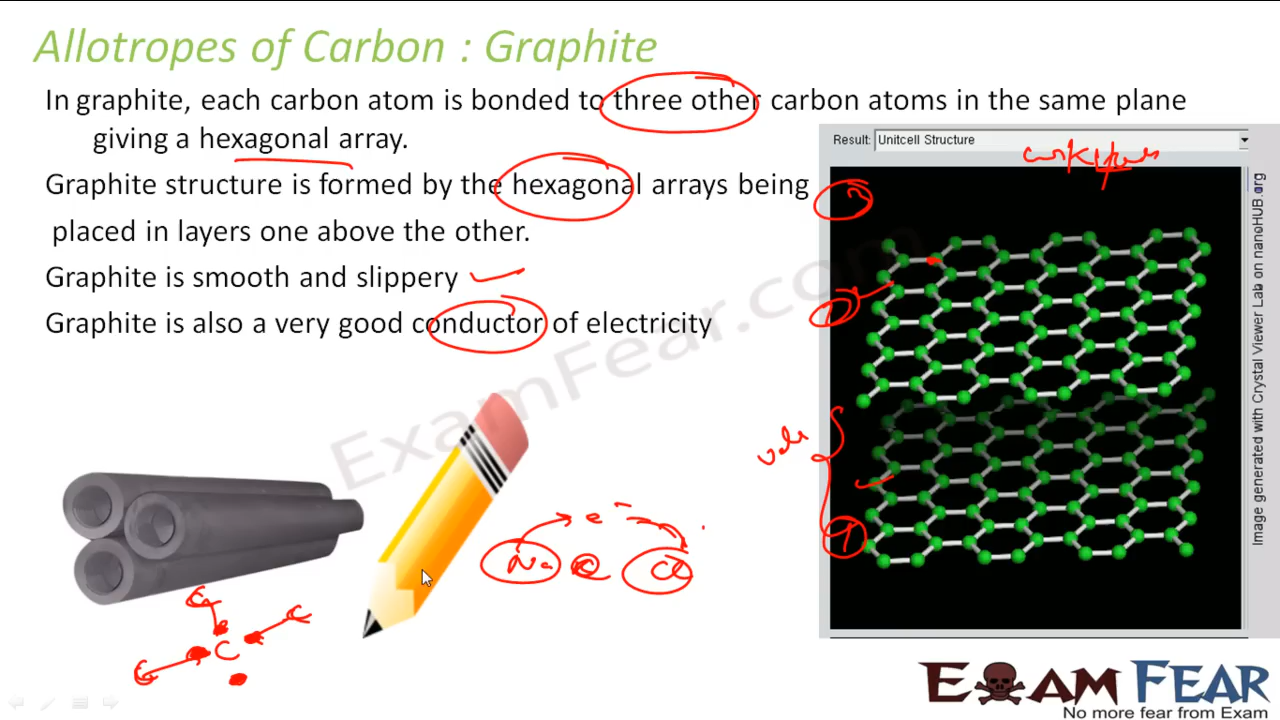 Allotropes of Carbon : Graphite
In graphite, each carbon atom is bonded to three other carbon atoms in the same plane
giving a hexagonal array.
Graphite structure is formed by the hexagonal arrays being
placed in layers one above the other.
Graphite is smooth and slippery
Graphite is also a very good conductor of electricity
Result: Unitcell Structure
Image generated with Crystal Viewer Lab on nanoHUB.org
ExamFear.com
Na C Cl
e
C
C
C
C
EXAM FEAR
No more fear from Exam